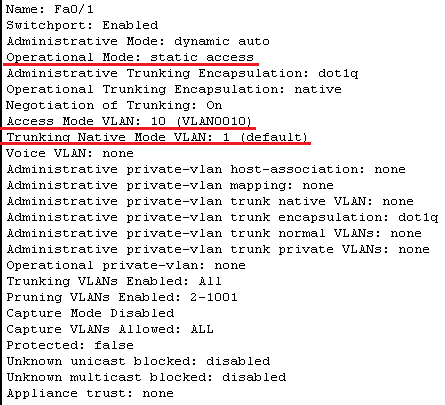 Name: Fa0/1
Switchport: Enabled
Administrative Mode: dynamic auto
Operational Mode: static access
Administrative Trunking Encapsulation: dot1q
Operational Trunking Encapsulation: native
Negotiation of Trunking: On
Access Mode VLAN: 10 (VLAN0010)
Trunking Native Mode VLAN: 1 (default)
Voice VLAN: none
Administrative private-vlan host-association: none
Administrative private-vlan mapping: none
Administrative private-vlan trunk native VLAN: none
Administrative private-vlan trunk encapsulation: dot1q
Administrative private-vlan trunk normal VLANs: none
Administrative private-vlan trunk private VLANs: none
Operational private-vlan: none
Trunking VLANs Enabled: All
Pruning VLANs Enabled: 2-1001
Capture Mode Disabled
Capture VLANs Allowed: ALL
Protected: false
Unknown unicast blocked: disabled
Unknown multicast blocked: disabled
Appliance trust: none